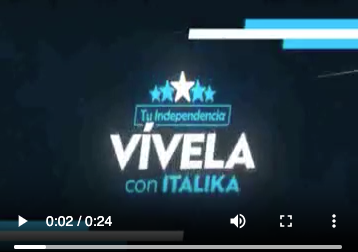 Tu Independencia
VÍVELA
con ITALIKA
0:02 / 0:24